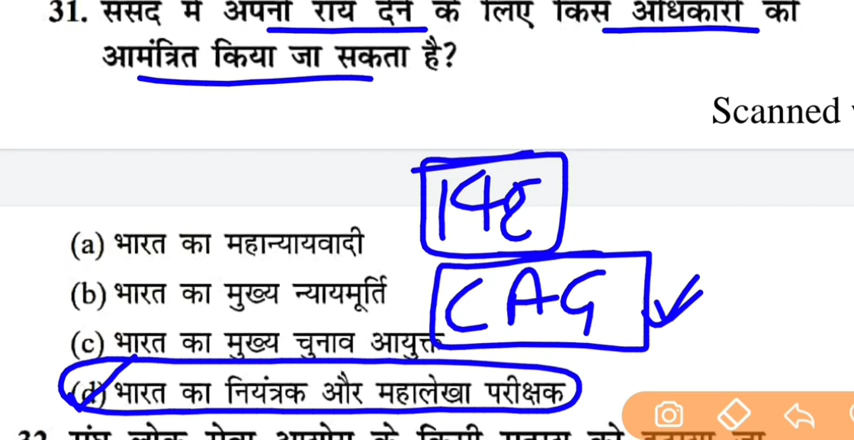 31. संसद में अपनी राय देने के लिए किस अधिकारी को
आमंत्रित किया जा सकता है?
Scanned
148
(a) भारत का महान्यायवादी
(b) भारत का मुख्य न्यायमूर्ति
CAG
(c) भारत का मुख्य चुनाव आयुक्त
(d) भारत का नियंत्रक और महालेखा परीक्षक